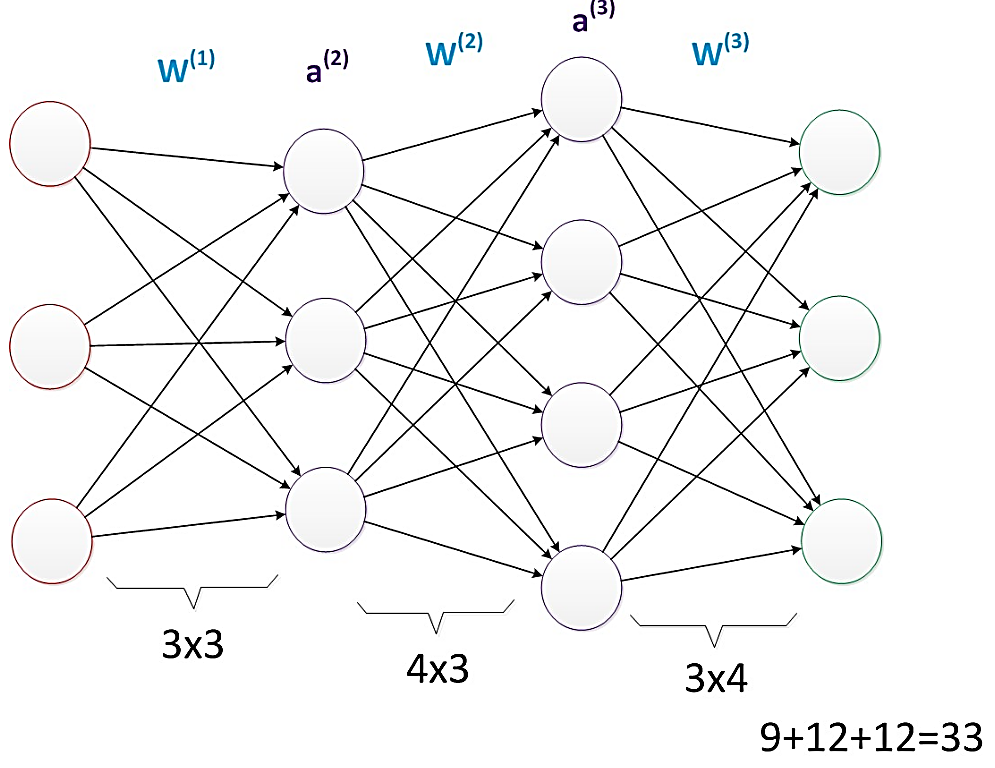 W(1)
a(2)
W(2)
a(3)
W(3)
3x3
4x3
3x4
9+12+12=33